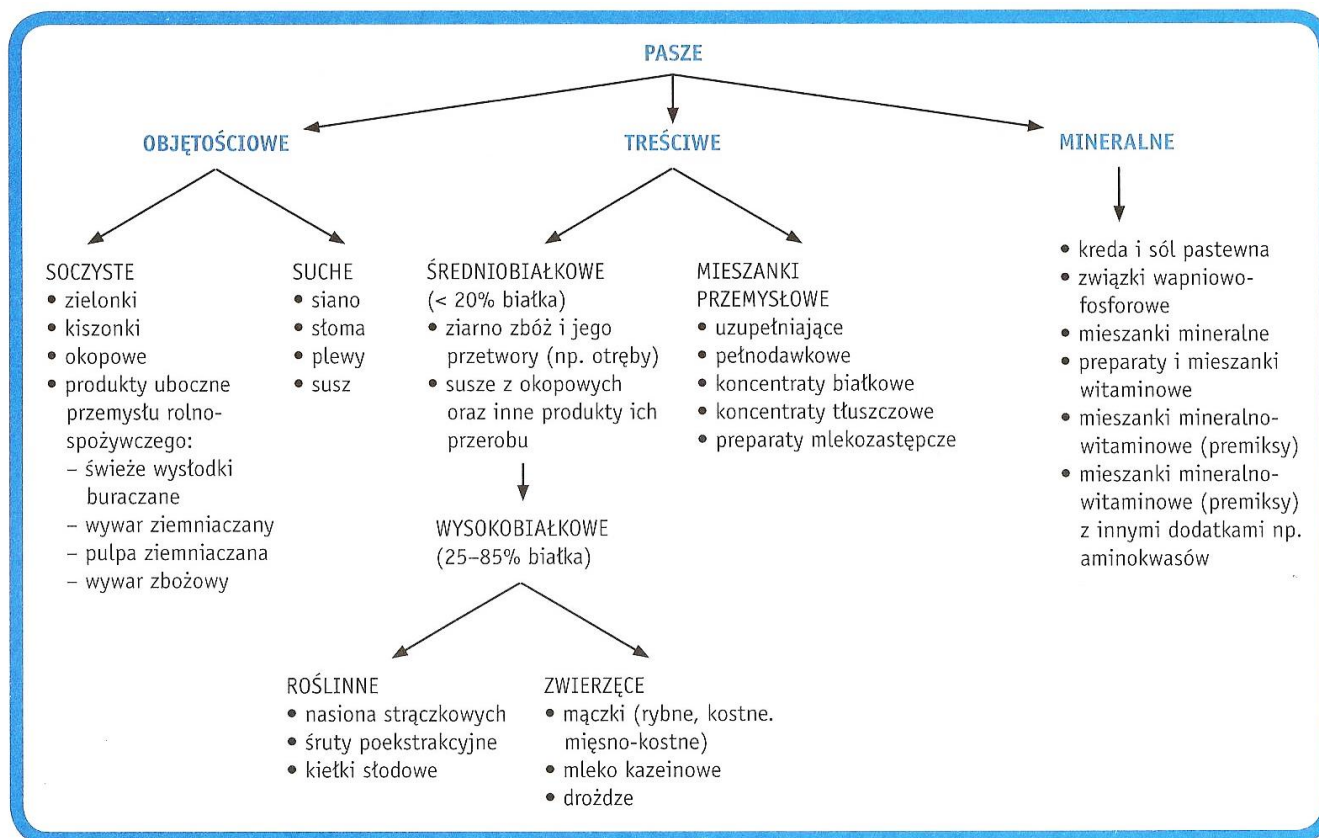 PASZE
OBJĘTOŚCIOWE
TREŚCIWE
MINERALNE
SOCZYSTE
• zielonki
• kiszonki
• okopowe
• produkty uboczne
przemysłu rolno-
spożywczego:
– świeże wysłodki
buraczane
– wywar ziemniaczany
– pulpa ziemniaczana
– wywar zbożowy
SUCHE
• siano
• słoma
• plewy
• susz
ŚREDNIOBIAŁKOWE
(< 20% białka)
• ziarno zbóż i jego
przetwory (np. otręby)
• susze z okopowych
oraz inne produkty ich
przerobu
WYSOKOBIAŁKOWE
(25–85% białka)
ROŚLINNE
• nasiona strączkowych
• śruty poekstrakcyjne
• kiełki słodowe
ZWIERZĘCE
• mączki (rybne, kostne.
mięsno-kostne)
• mleko kazeinowe
• drożdze
MIESZANKI
PRZEMYSŁOWE
• uzupełniające
• pełnodawkowe
• koncentraty białkowe
• koncentraty tłuszczowe
• preparaty mlekozastępcze
• kreda i sól pastewna
• związki wapniowo-
fosforowe
• mieszanki mineralne
• preparaty i mieszanki
witaminowe
• mieszanki mineralno-
witaminowe (premiksy)
• mieszanki mineralno-
witaminowe (premiksy)
z innymi dodatkami np.
aminokwasów